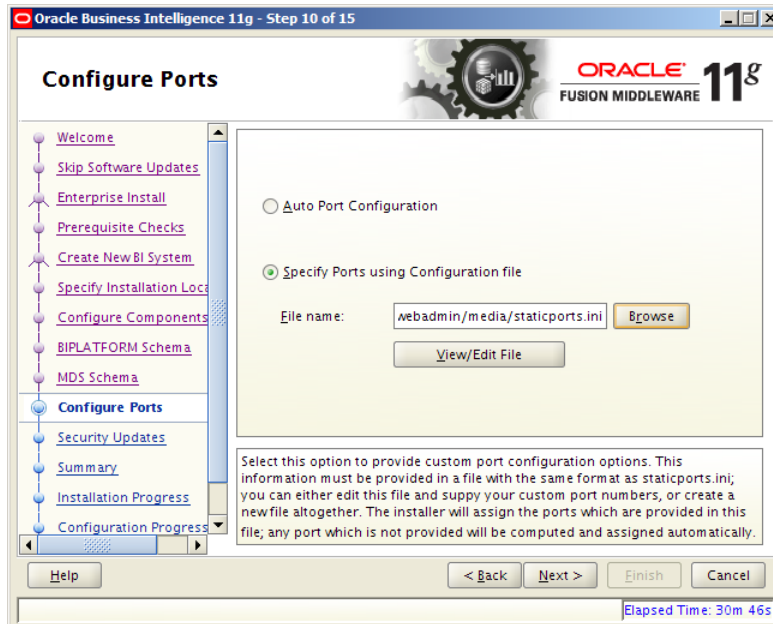 Oracle Business Intelligence 11g - Step 10 of 15
Configure Ports
ORACLE
FUSION MIDDLEWARE
11g
Welcome
Skip Software Updates
Enterprise Install
Prerequisite Checks
Create New BI System
Specify Installation Loca
Configure Components
BIPLATFORM Schema
MDS Schema
Configure Ports
Security Updates
Summary
Installation Progress
Configuration Progress
Auto Port Configuration
Specify Ports using Configuration file
File name:
webadmin/media/staticports.ini
Browse
View/Edit File
Select this option to provide custom port configuration options. This
information must be provided in a file with the same format as staticports.ini;
you can either edit this file and suppy your custom port numbers, or create a
new file altogether. The installer will assign the ports which are provided in this
file; any port which is not provided will be computed and assigned automatically.
Help
< Back
Next >
Finish
Cancel
Elapsed Time: 30m 46s